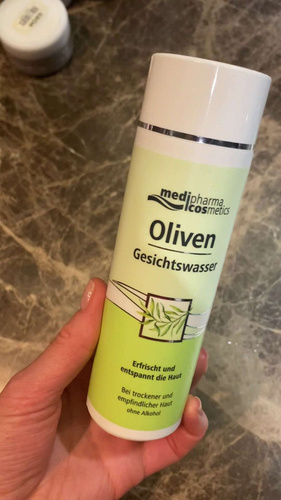 medipharma
cosmetics
Oliven
Gesichtswasser
Erfrischt und
entspannt die Haut
Bei trockener und
empfindlicher Haut
ohne Alkohol